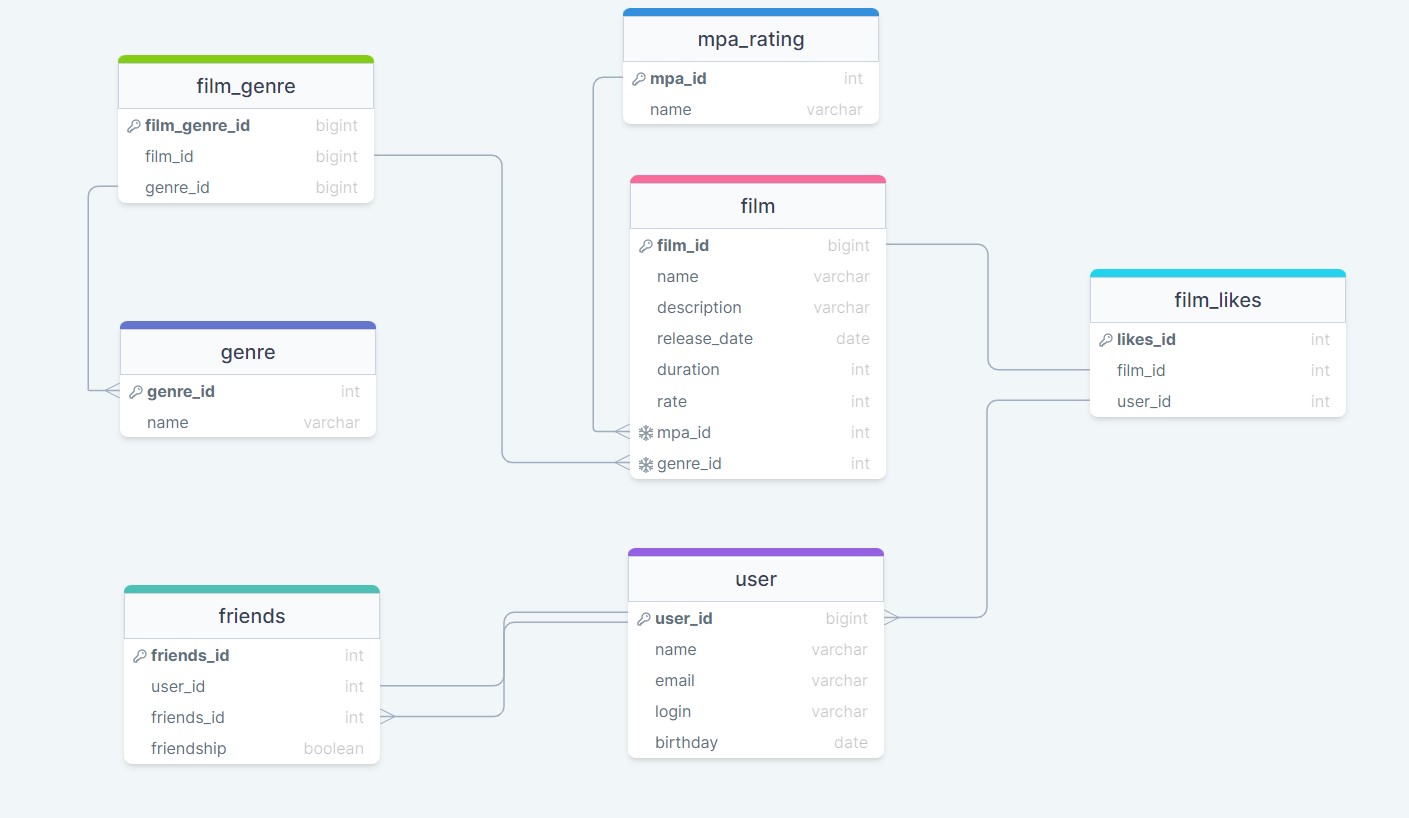 mpa_rating
mpa_id int
name varchar
film_genre
film_genre_id bigint
film_id bigint
genre_id bigint
film
film_id bigint
name varchar
description varchar
release_date date
duration int
rate int
mpa_id int
genre_id int
film_likes
likes_id int
film_id int
user_id int
genre
genre_id int
name varchar
user
user_id bigint
name varchar
email varchar
login varchar
birthday date
friends
friends_id int
user_id int
friends_id int
friendship boolean